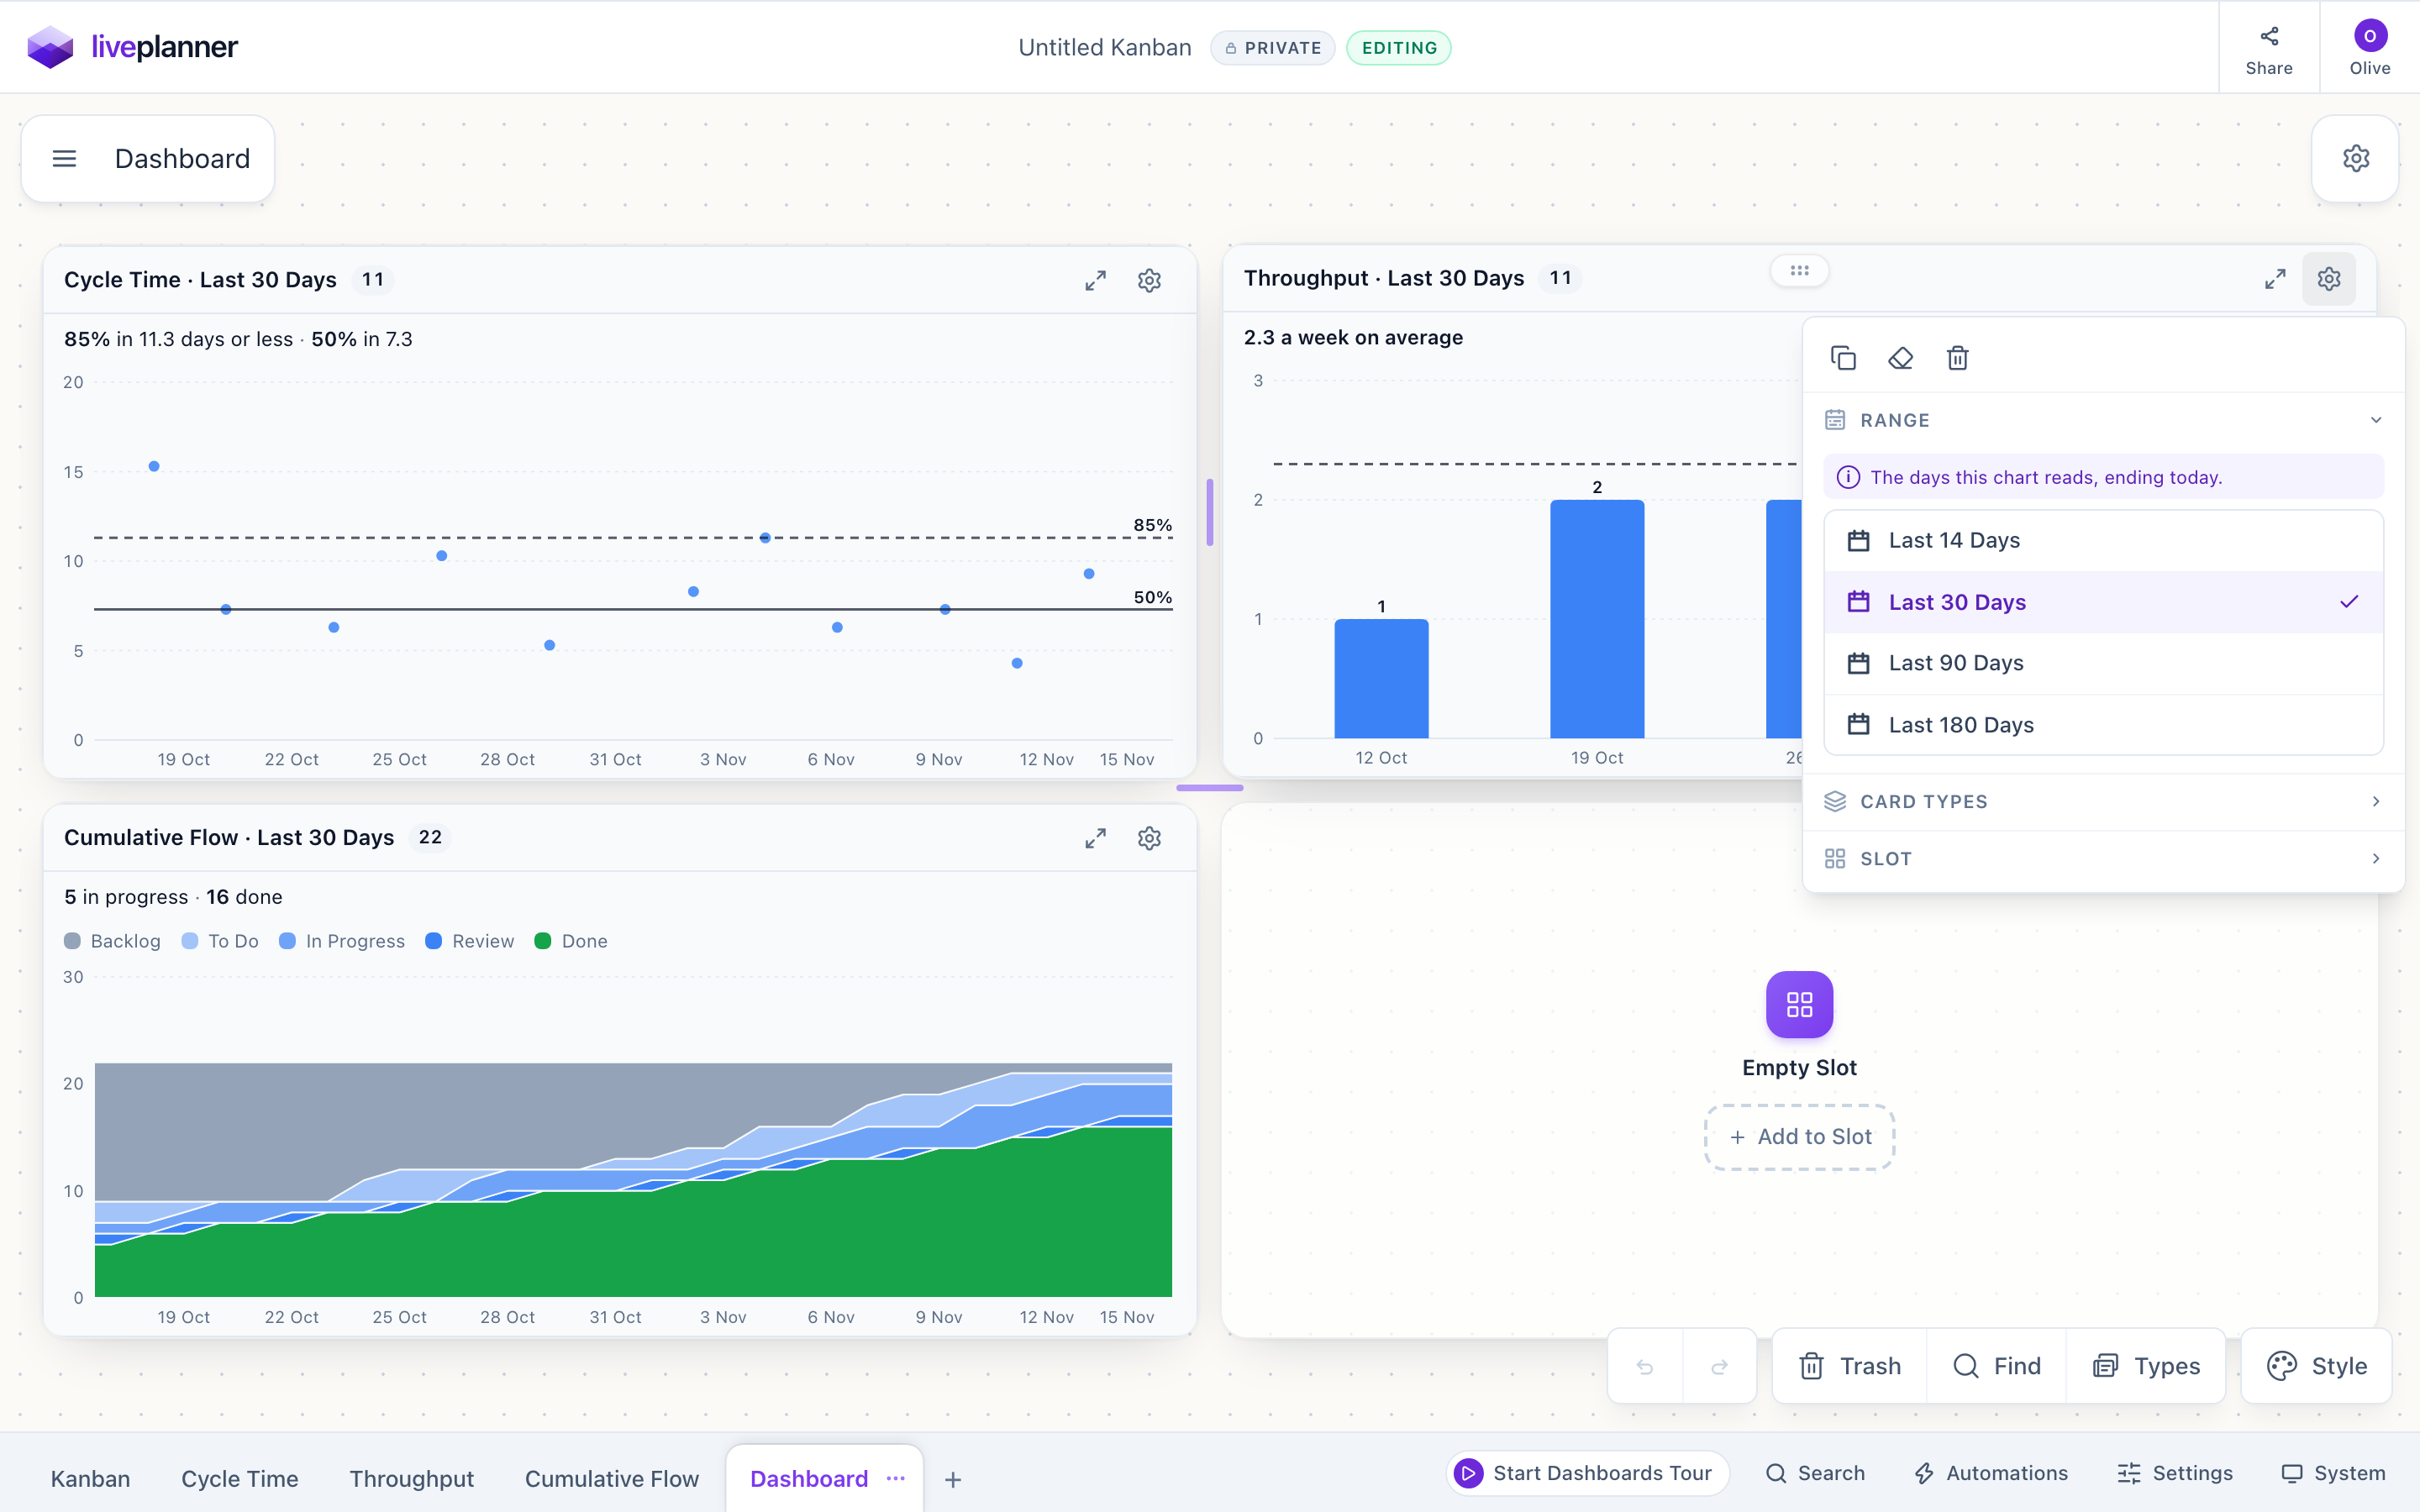 liveplanner
Untitled Kanban
PRIVATE
EDITING
Share
O
Olive
Dashboard
Cycle Time · Last 30 Days 11
85% in 11.3 days or less · 50% in 7.3
20
15
10
5
0
85%
50%
19 Oct 22 Oct 25 Oct 28 Oct 31 Oct 3 Nov 6 Nov 9 Nov 12 Nov 15 Nov
Throughput · Last 30 Days 11
2.3 a week on average
3
2
1
0
1
2
12 Oct 19 Oct 26
RANGE
The days this chart reads, ending today.
Last 14 Days
Last 30 Days
Last 90 Days
Last 180 Days
CARD TYPES
SLOT
Cumulative Flow · Last 30 Days 22
5 in progress · 16 done
Backlog To Do In Progress Review Done
30
20
10
0
19 Oct 22 Oct 25 Oct 28 Oct 31 Oct 3 Nov 6 Nov 9 Nov 12 Nov 15 Nov
Empty Slot
+ Add to Slot
Trash Find Types Style
Kanban Cycle Time Throughput Cumulative Flow Dashboard ··· +
Start Dashboards Tour Search Automations Settings System